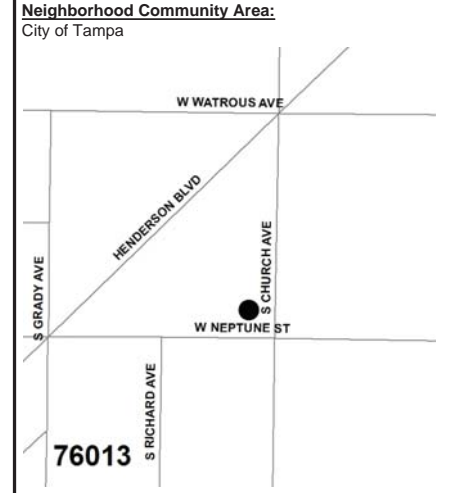 Neighborhood Community Area:
City of Tampa
W WATROUS AVE
HENDERSON BLVD
S CHURCH AVE
S GRADY AVE
W NEPTUNE ST
S RICHARD AVE
76013